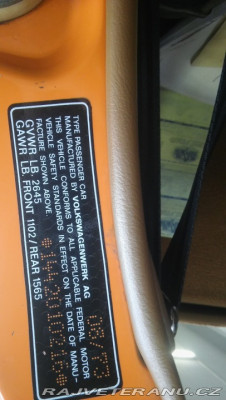 TYPE PASSENGER CAR
MANUFACTURED BY VOLKSWAGENWERK AG
THIS VEHICLE CONFORMS TO ALL APPLICABLE FEDERAL MOTOR
VEHICLE SAFETY STANDARDS IN EFFECT ON THE DATE OF MANU-
FACTURE SHOWN ABOVE.
GVWR LB. 2645
GAWR LB. FRONT 1102/REAR 1565
RAJVETERANU.CZ